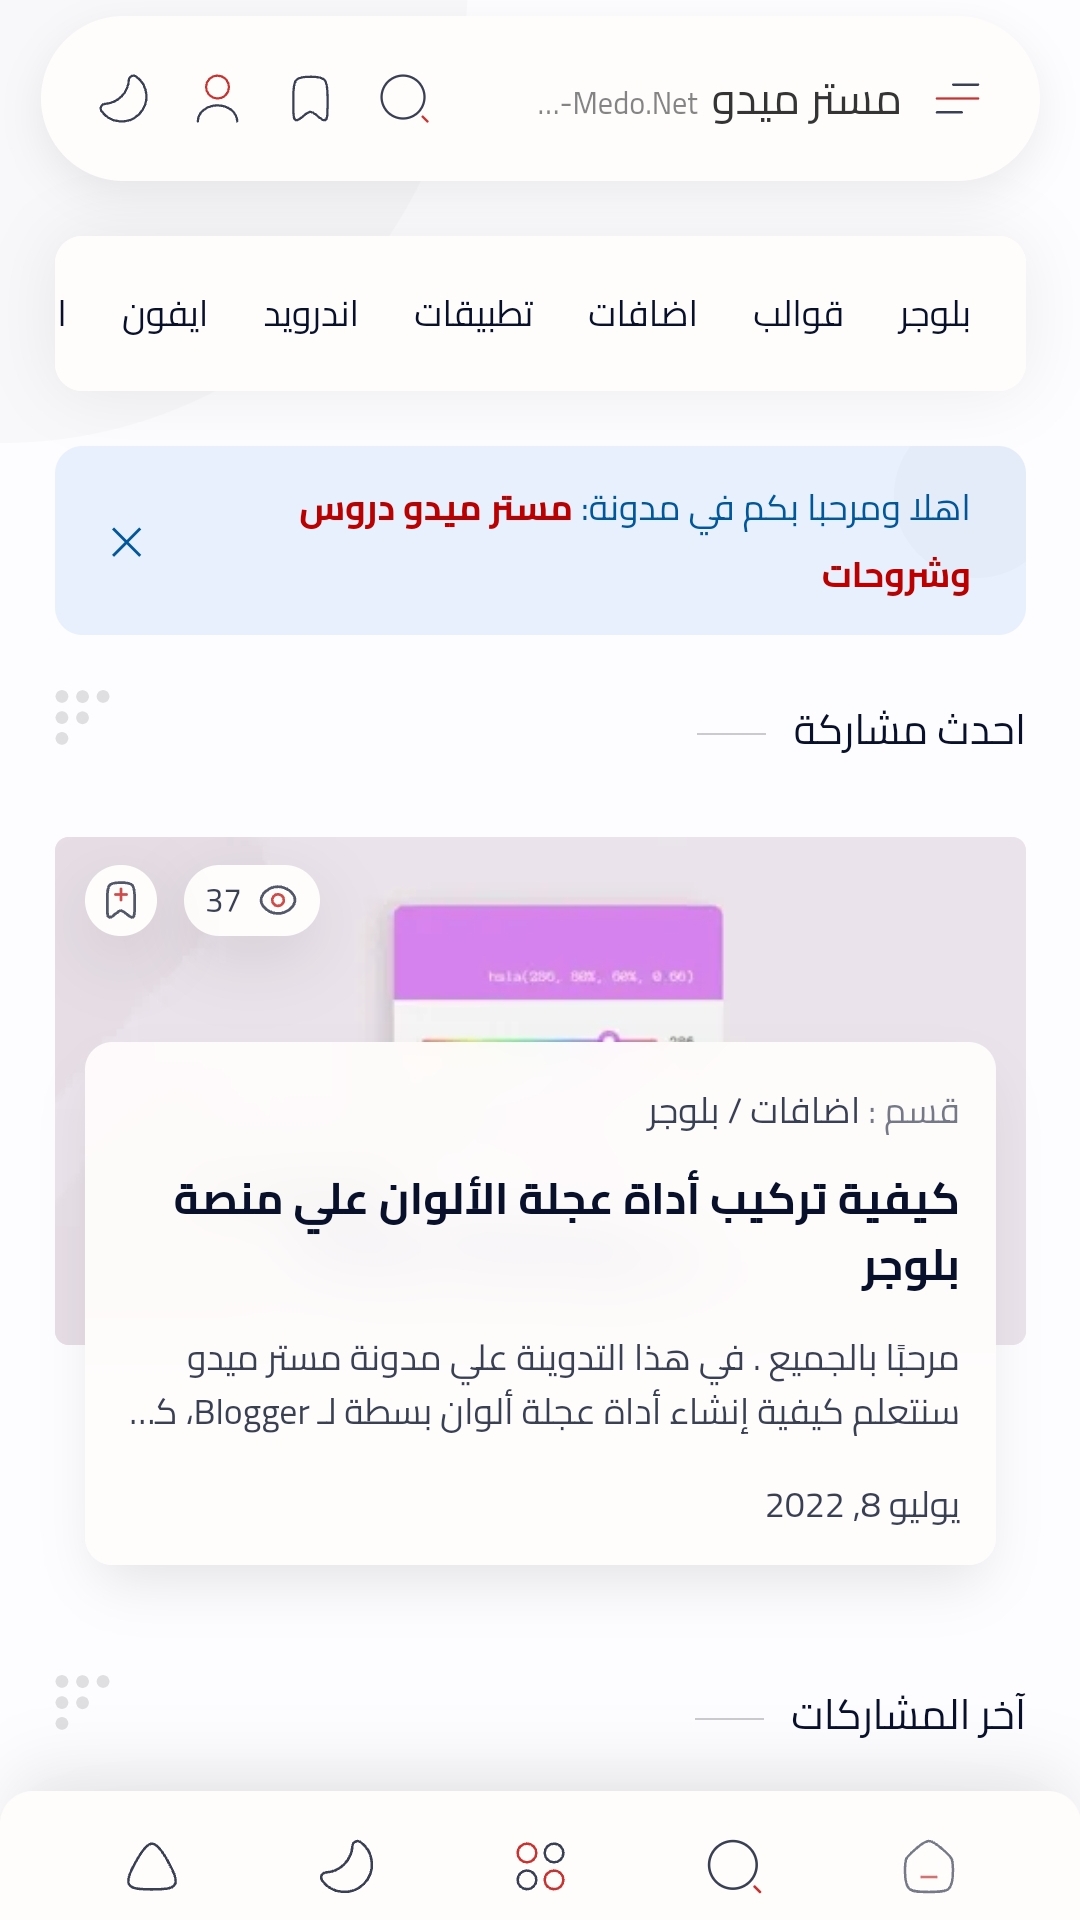 مستر ميدو Medo.Net-...
بلوجر قوالب اضافات تطبيقات اندرويد ايفون ا
اهلا ومرحبا بكم في مدونة: مستر ميدو دروس
وشروحات
احدث مشاركة
37
hsla(286, 80%, 60%, 0.66)
286
قسم : اضافات / بلوجر
كيفية تركيب أداة عجلة الألوان علي منصة
بلوجر
مرحبًا بالجميع . في هذا التدوينة علي مدونة مستر ميدو
سنتعلم كيفية إنشاء أداة عجلة ألوان بسطة لـ Blogger، كـ...
يوليو 8, 2022
آخر المشاركات